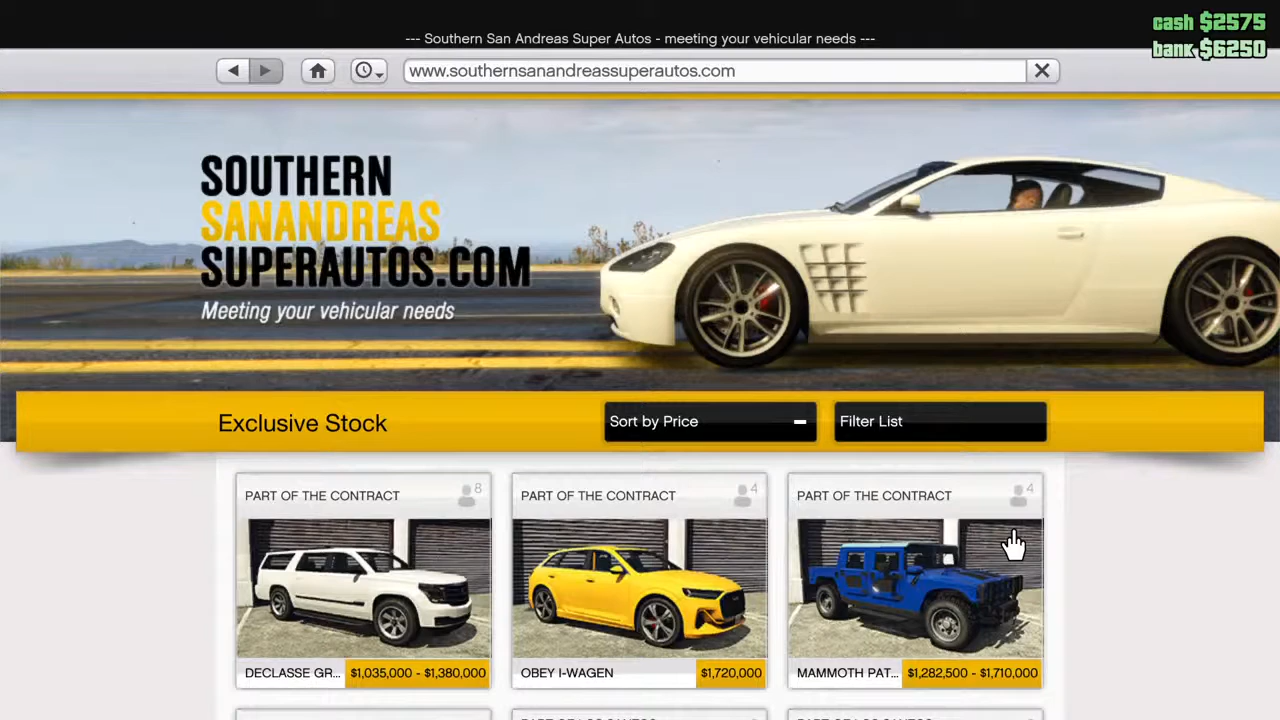 cash $2575
bank $6250
--- Southern San Andreas Super Autos - meeting your vehicular needs ---
www.southernsanandreassuperautos.com
SOUTHERN
SANANDREAS
SUPERAUTOS.COM
Meeting your vehicular needs
Exclusive Stock
Sort by Price
Filter List
PART OF THE CONTRACT 8
PART OF THE CONTRACT 4
PART OF THE CONTRACT 4
DECLASSE GR... $1,035,000 - $1,380,000
OBEY I-WAGEN $1,720,000
MAMMOTH PAT... $1,282,500 - $1,710,000